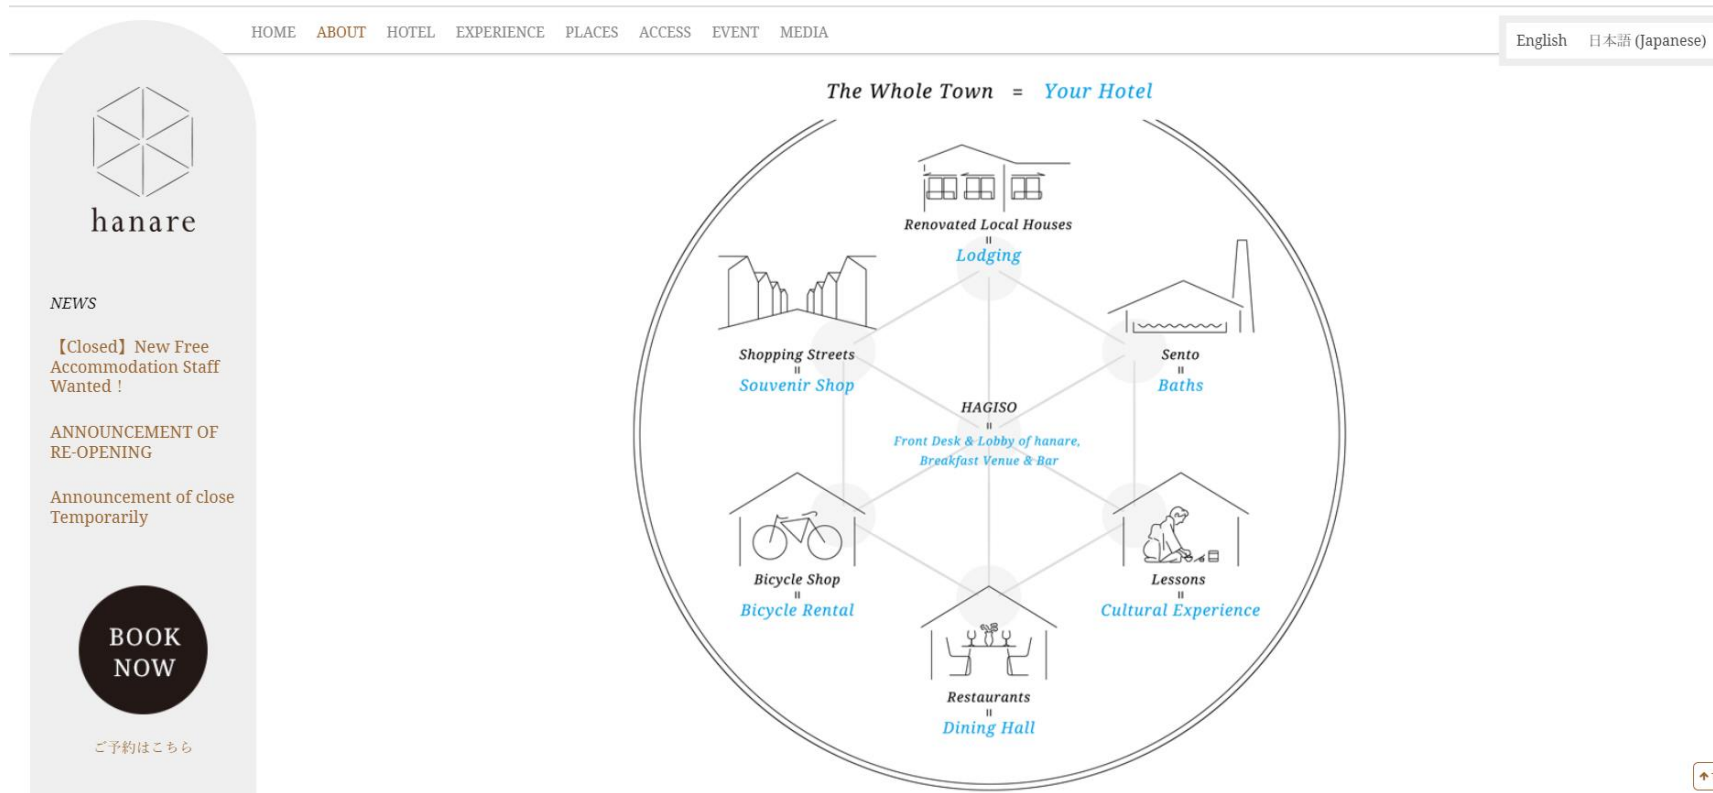 HOME ABOUT HOTEL EXPERIENCE PLACES ACCESS EVENT MEDIA
English 日本語 (Japanese)
hanare
NEWS
【Closed】New Free
Accommodation Staff
Wanted！
ANNOUNCEMENT OF
RE-OPENING
Announcement of close
Temporarily
BOOK
NOW
ご予約はこちら
The Whole Town = Your Hotel
Renovated Local Houses
=
Lodging
Shopping Streets
=
Souvenir Shop
Sento
=
Baths
HAGISO
=
Front Desk & Lobby of hanare,
Breakfast Venue & Bar
Bicycle Shop
=
Bicycle Rental
Lessons
=
Cultural Experience
Restaurants
=
Dining Hall